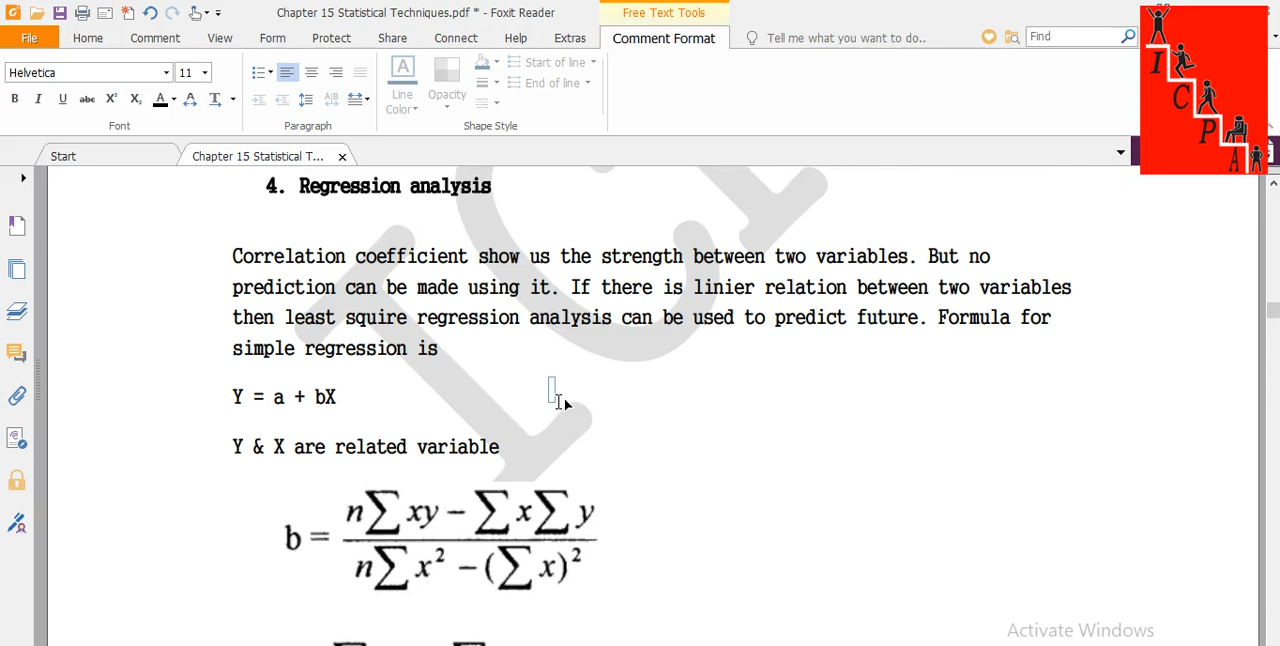 Chapter 15 Statistical Techniques.pdf * - Foxit Reader
Free Text Tools
File Home Comment View Form Protect Share Connect Help Extras Comment Format Tell me what you want to do.. Find
Helvetica 11
Start of line
End of line
B I U abc X² X₂ A T
Line Color
Opacity
Font Paragraph Shape Style
Start
Chapter 15 Statistical T...
I
C
P
A
4. Regression analysis
Correlation coefficient show us the strength between two variables. But no
prediction can be made using it. If there is linier relation between two variables
then least squire regression analysis can be used to predict future. Formula for
simple regression is
Y = a + bX
Y & X are related variable
b = n∑xy − ∑x∑y / n∑x² − (∑x)²
Activate Windows